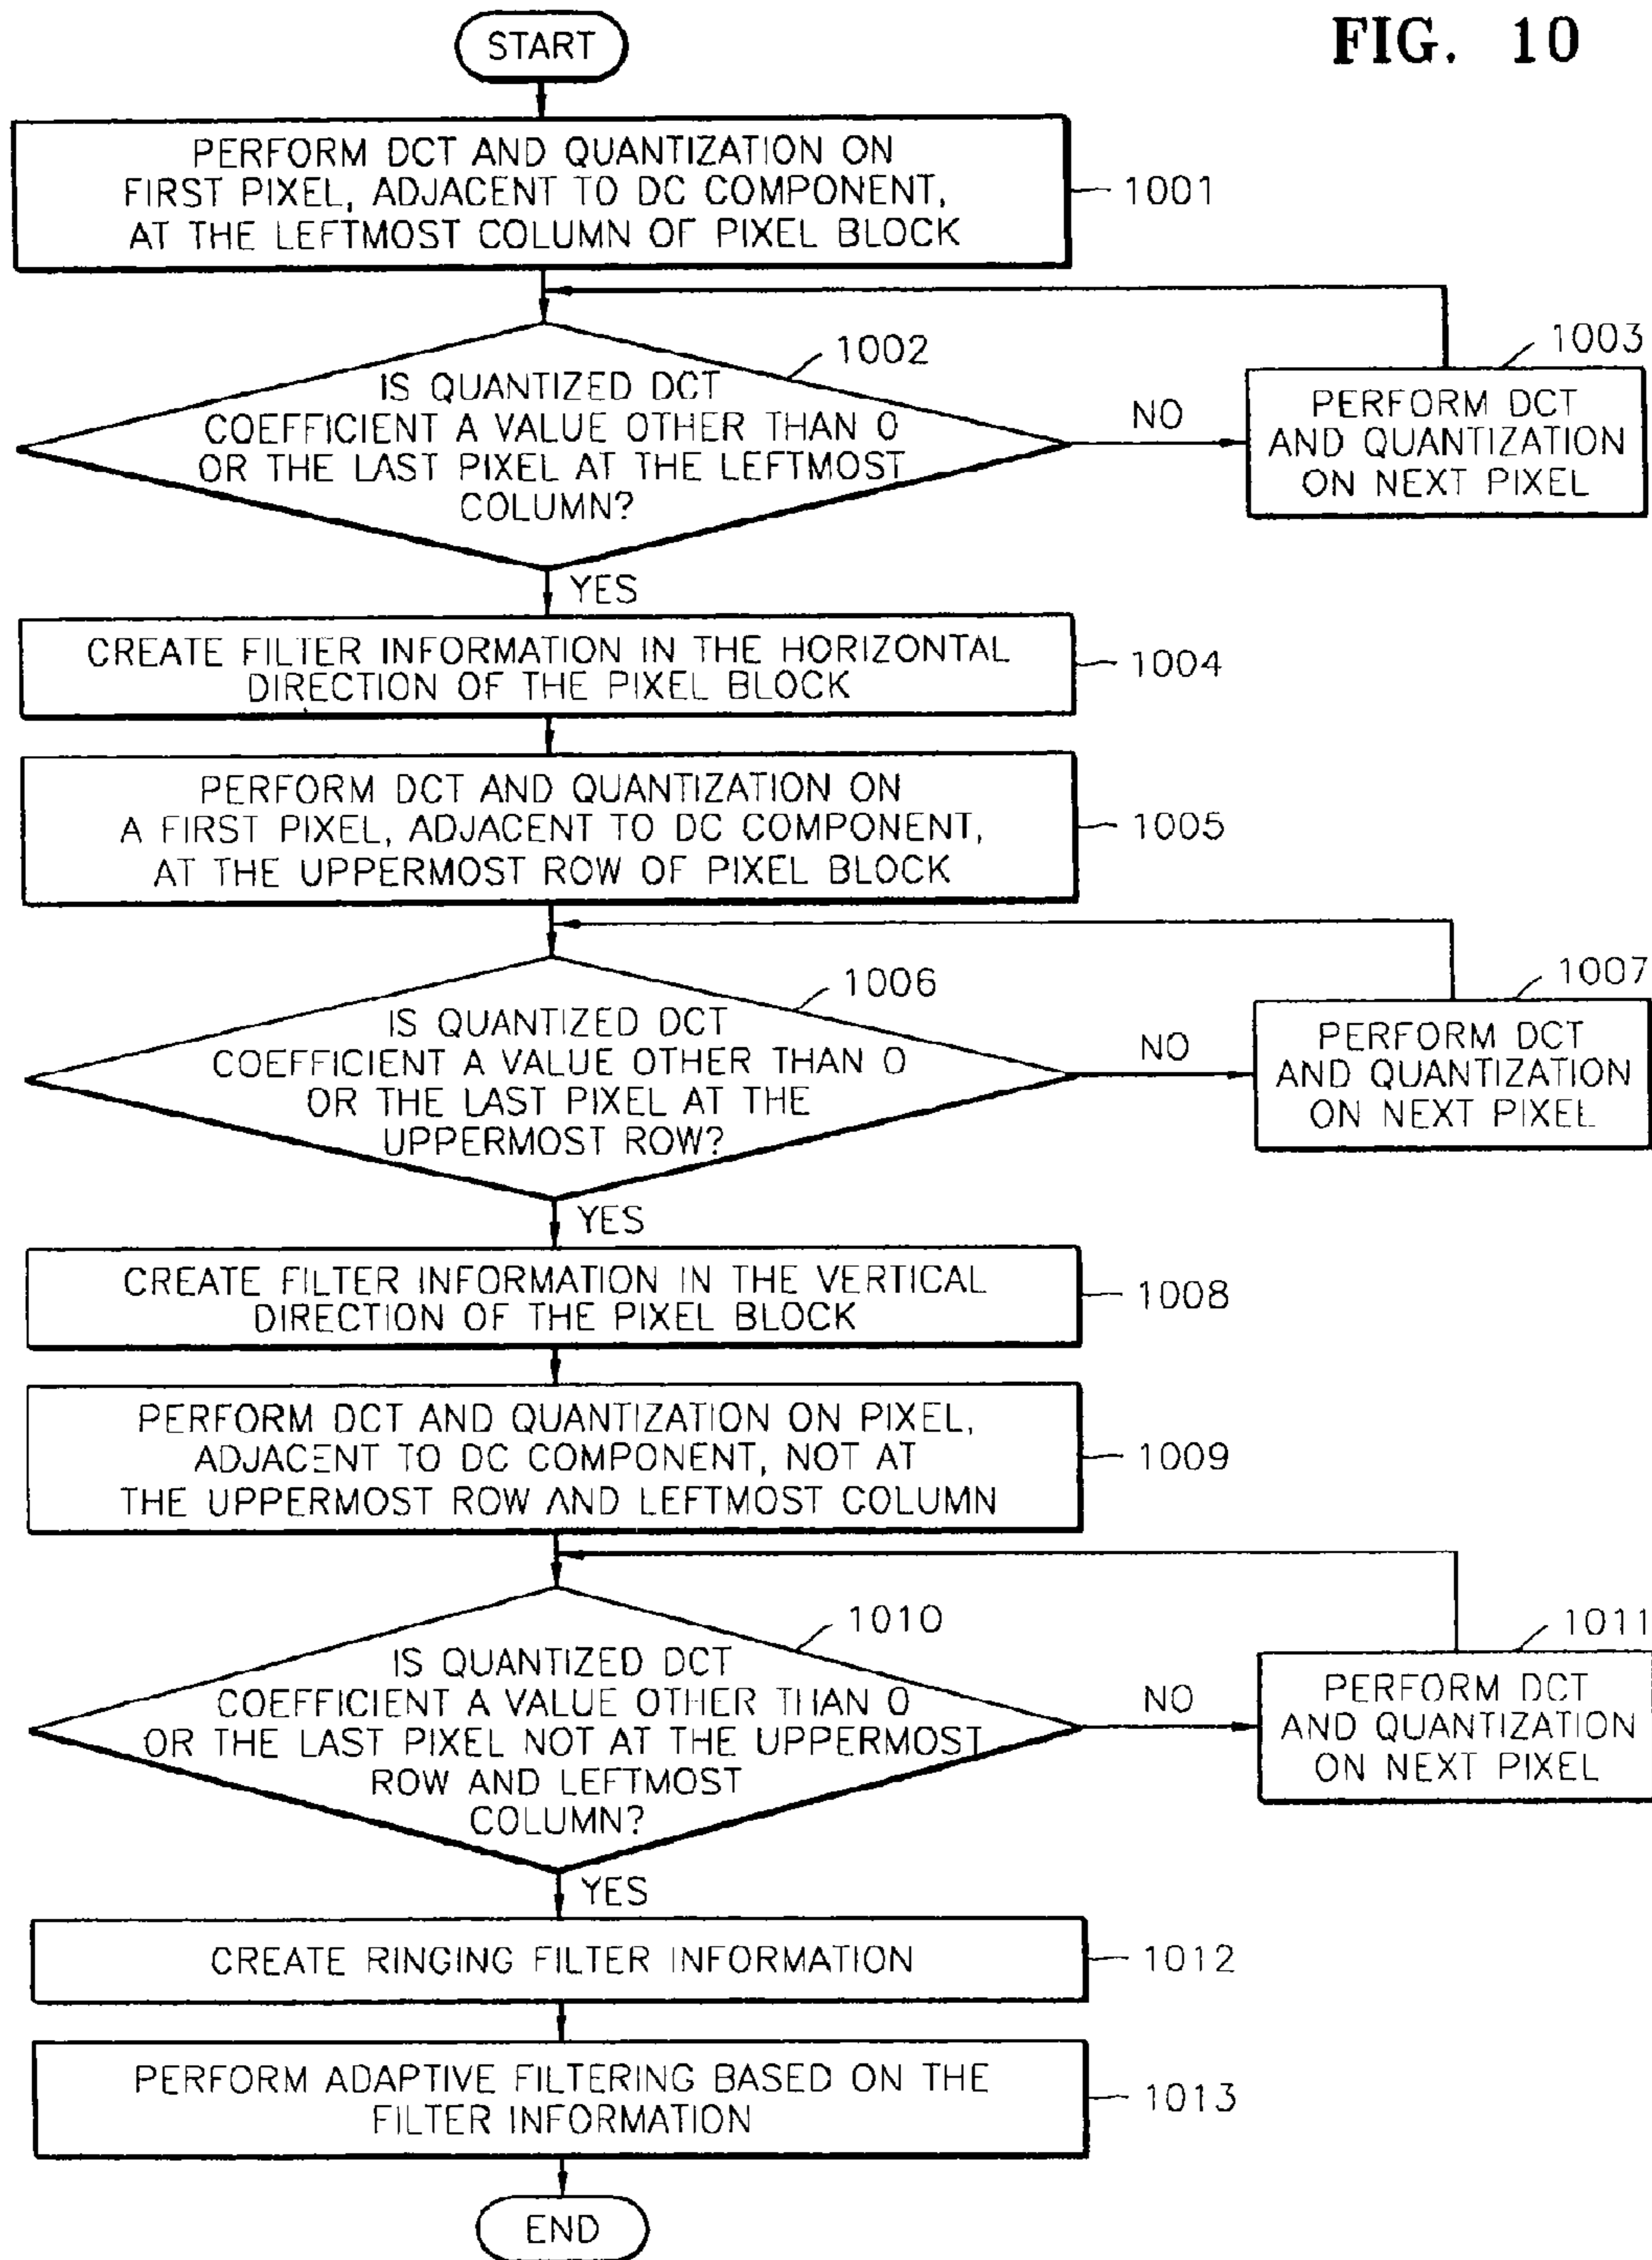 FIG. 10
START
PERFORM DCT AND QUANTIZATION ON
FIRST PIXEL, ADJACENT TO DC COMPONENT,
AT THE LEFTMOST COLUMN OF PIXEL BLOCK
1001
1002
IS QUANTIZED DCT
COEFFICIENT A VALUE OTHER THAN 0
OR THE LAST PIXEL AT THE LEFTMOST
COLUMN?
NO
1003
PERFORM DCT
AND QUANTIZATION
ON NEXT PIXEL
YES
CREATE FILTER INFORMATION IN THE HORIZONTAL
DIRECTION OF THE PIXEL BLOCK
1004
PERFORM DCT AND QUANTIZATION ON
A FIRST PIXEL, ADJACENT TO DC COMPONENT,
AT THE UPPERMOST ROW OF PIXEL BLOCK
1005
1006
IS QUANTIZED DCT
COEFFICIENT A VALUE OTHER THAN 0
OR THE LAST PIXEL AT THE
UPPERMOST ROW?
NO
1007
PERFORM DCT
AND QUANTIZATION
ON NEXT PIXEL
YES
CREATE FILTER INFORMATION IN THE VERTICAL
DIRECTION OF THE PIXEL BLOCK
1008
PERFORM DCT AND QUANTIZATION ON PIXEL,
ADJACENT TO DC COMPONENT, NOT AT
THE UPPERMOST ROW AND LEFTMOST COLUMN
1009
1010
IS QUANTIZED DCT
COEFFICIENT A VALUE OTHER THAN 0
OR THE LAST PIXEL NOT AT THE UPPERMOST
ROW AND LEFTMOST
COLUMN?
NO
1011
PERFORM DCT
AND QUANTIZATION
ON NEXT PIXEL
YES
CREATE RINGING FILTER INFORMATION
1012
PERFORM ADAPTIVE FILTERING BASED ON THE
FILTER INFORMATION
1013
END